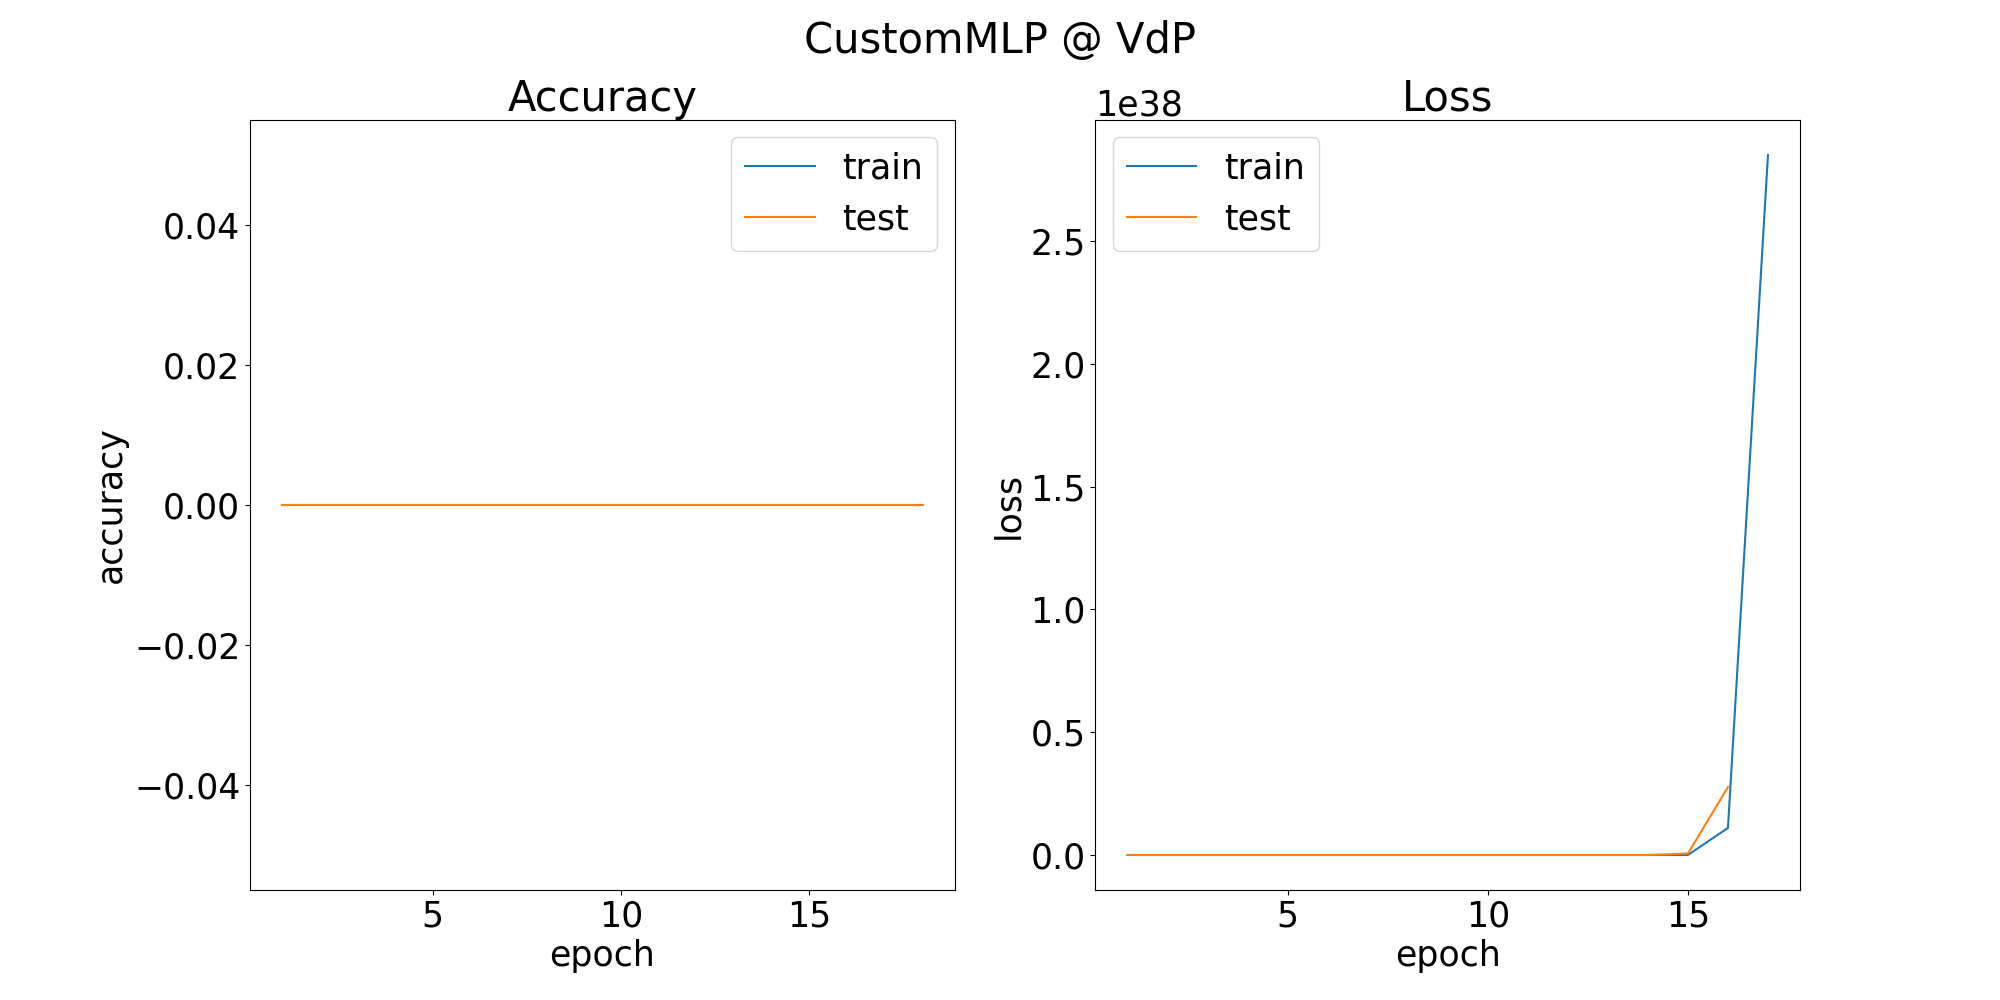 CustomMLP @ VdP
Accuracy
train
test
0.04
0.02
0.00
−0.02
−0.04
accuracy
5 10 15
epoch
Loss
1e38
train
test
2.5
2.0
1.5
1.0
0.5
0.0
loss
5 10 15
epoch